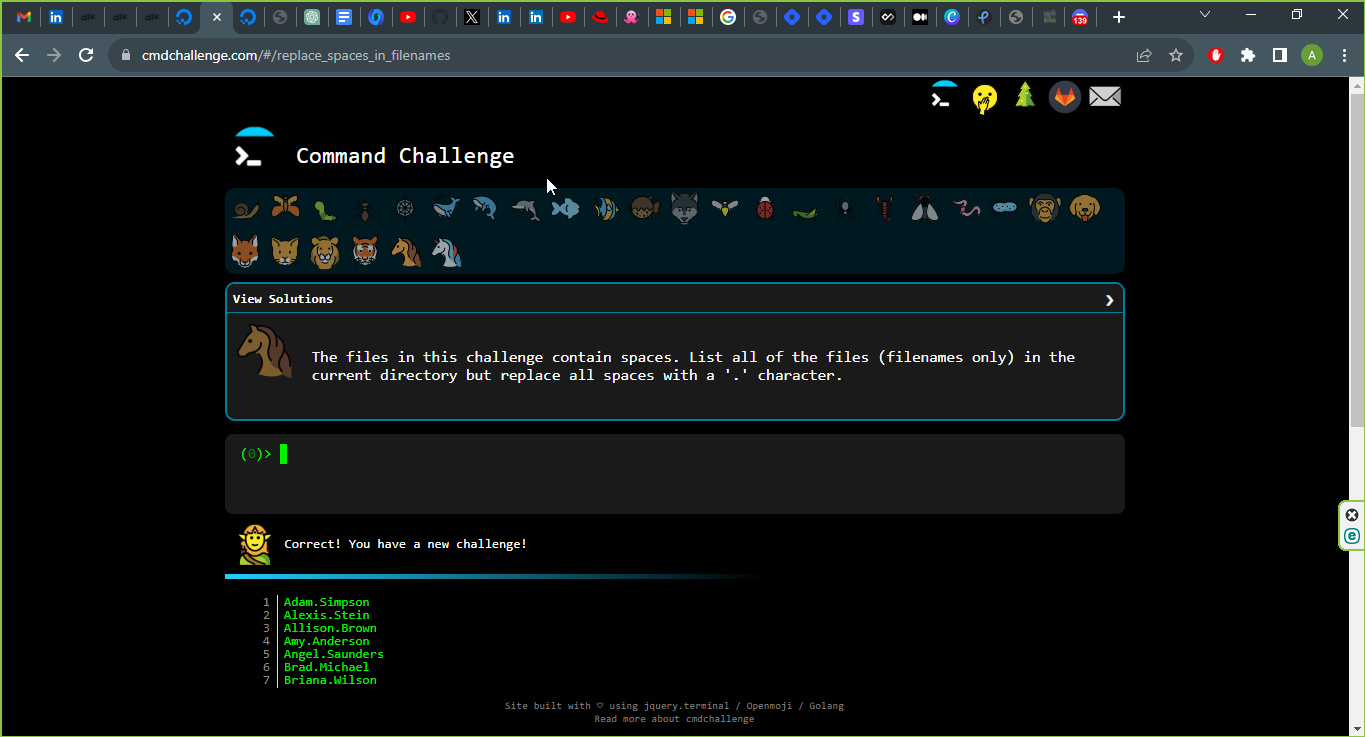 cmdchallenge.com/#/replace_spaces_in_filenames
A
139
Command Challenge
View Solutions
The files in this challenge contain spaces. List all of the files (filenames only) in the
current directory but replace all spaces with a '.' character.
(0)>
Correct! You have a new challenge!
1 Adam.Simpson
2 Alexis.Stein
3 Allison.Brown
4 Amy.Anderson
5 Angel.Saunders
6 Brad.Michael
7 Briana.Wilson
Site built with ♡ using jquery.terminal / Openmoji / Golang
Read more about cmdchallenge